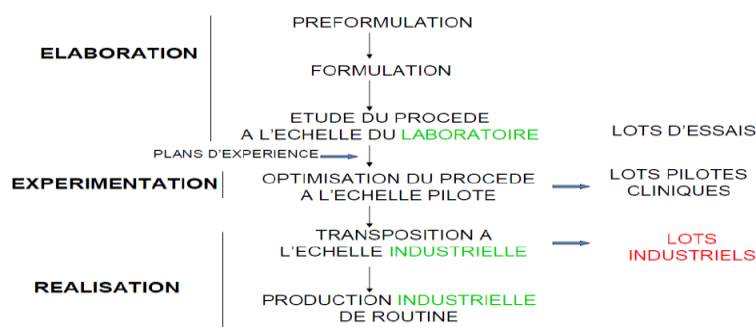 PREFORMULATION
ELABORATION
FORMULATION
ETUDE DU PROCEDE
A L'ECHELLE DU LABORATOIRE
LOTS D'ESSAIS
PLANS D'EXPERIENCE
EXPERIMENTATION
OPTIMISATION DU PROCEDE
A L'ECHELLE PILOTE
LOTS PILOTES
CLINIQUES
TRANSPOSITION A
L'ECHELLE INDUSTRIELLE
LOTS
INDUSTRIELS
REALISATION
PRODUCTION INDUSTRIELLE
DE ROUTINE